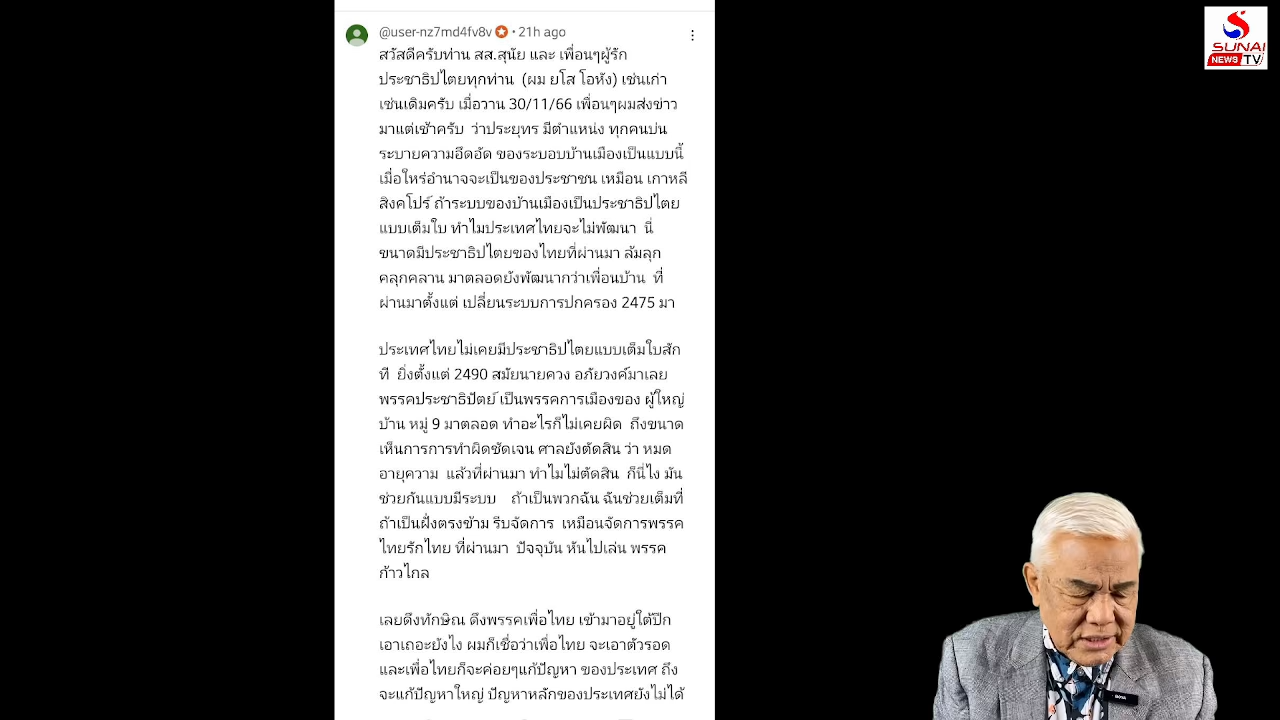 @user-nz7md4fv8v • 21h ago
สวัสดีครับท่าน สส.สุนัย และ เพื่อนๆผู้รัก
ประชาธิปไตยทุกท่าน (ผม ยโส โอหัง) เช่นเก่า
เช่นเดิมครับ เมื่อวาน 30/11/66 เพื่อนๆผมส่งข่าว
มาแต่เช้าครับ ว่าประยุทร มีตำแหน่ง ทุกคนบ่น
ระบายความอึดอัด ของระบอบบ้านเมืองเป็นแบบนี้
เมื่อใหร่อำนาจจะเป็นของประชาชน เหมือน เกาหลี
สิงคโปร์ ถ้าระบบของบ้านเมืองเป็นประชาธิปไตย
แบบเต็มใบ ทำไมประเทศไทยจะไม่พัฒนา นี่
ขนาดมีประชาธิปไตยของไทยที่ผ่านมา ล้มลุก
คลุกคลาน มาตลอดยังพัฒนากว่าเพื่อนบ้าน ที่
ผ่านมาตั้งแต่ เปลี่ยนระบบการปกครอง 2475 มา
ประเทศไทยไม่เคยมีประชาธิปไตยแบบเต็มใบสัก
ที ยิ่งตั้งแต่ 2490 สมัยนายควง อภัยวงค์มาเลย
พรรคประชาธิปัตย์ เป็นพรรคการเมืองของ ผู้ใหญ่
บ้าน หมู่ 9 มาตลอด ทำอะไรก็ไม่เคยผิด ถึงขนาด
เห็นการการทำผิดชัดเจน ศาลยังตัดสิน ว่า หมด
อายุความ แล้วที่ผ่านมา ทำไมไม่ตัดสิน ก็นี่ไง มัน
ช่วยกันแบบมีระบบ ถ้าเป็นพวกฉัน ฉันช่วยเต็มที่
ถ้าเป็นฝั่งตรงข้าม รีบจัดการ เหมือนจัดการพรรค
ไทยรักไทย ที่ผ่านมา ปัจจุบัน หันไปเล่น พรรค
ก้าวไกล
เลยดึงทักษิณ ดึงพรรคเพื่อไทย เข้ามาอยู่ใต้ปีก
เอาเถอะยังไง ผมก็เชื่อว่าเพื่อไทย จะเอาตัวรอด
และเพื่อไทยก็จะค่อยๆแก้ปัญหา ของประเทศ ถึง
จะแก้ปัญหาใหญ่ ปัญหาหลักของประเทศยังไม่ได้
SUNAI
NEWS TV